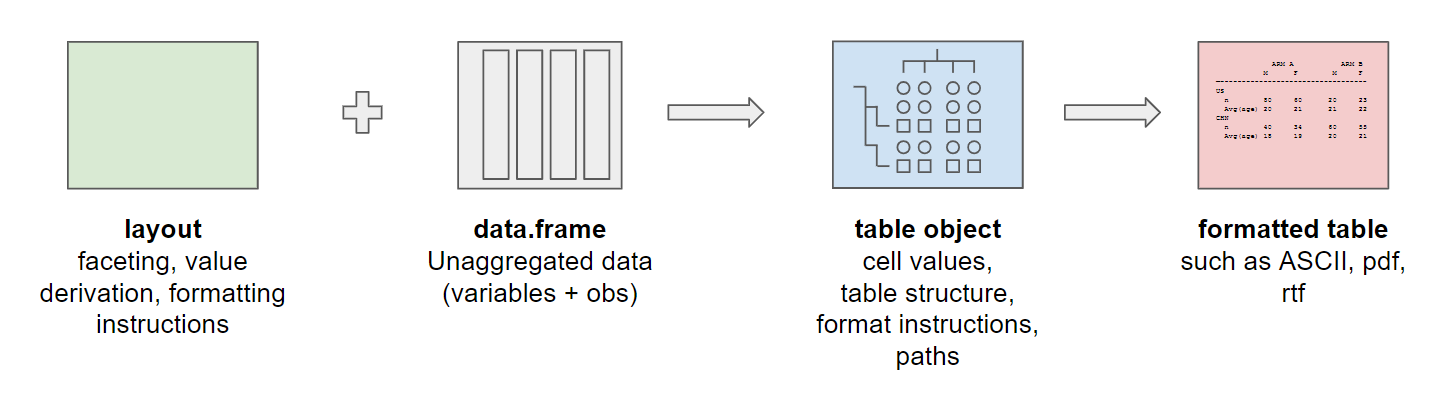 layout
faceting, value
derivation, formatting
instructions
data.frame
Unaggregated data
(variables + obs)
table object
cell values,
table structure,
format instructions,
paths
ARM A ARM B
M F M F
US
n 50 60 20 23
Avg(age) 20 21 21 22
CHN
n 40 34 60 55
Avg(age) 18 19 20 21
formatted table
such as ASCII, pdf,
rtf